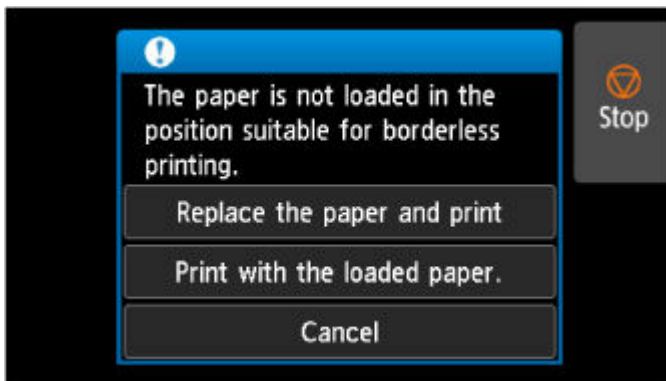 The paper is not loaded in the
position suitable for borderless
printing.
Stop
Replace the paper and print
Print with the loaded paper.
Cancel